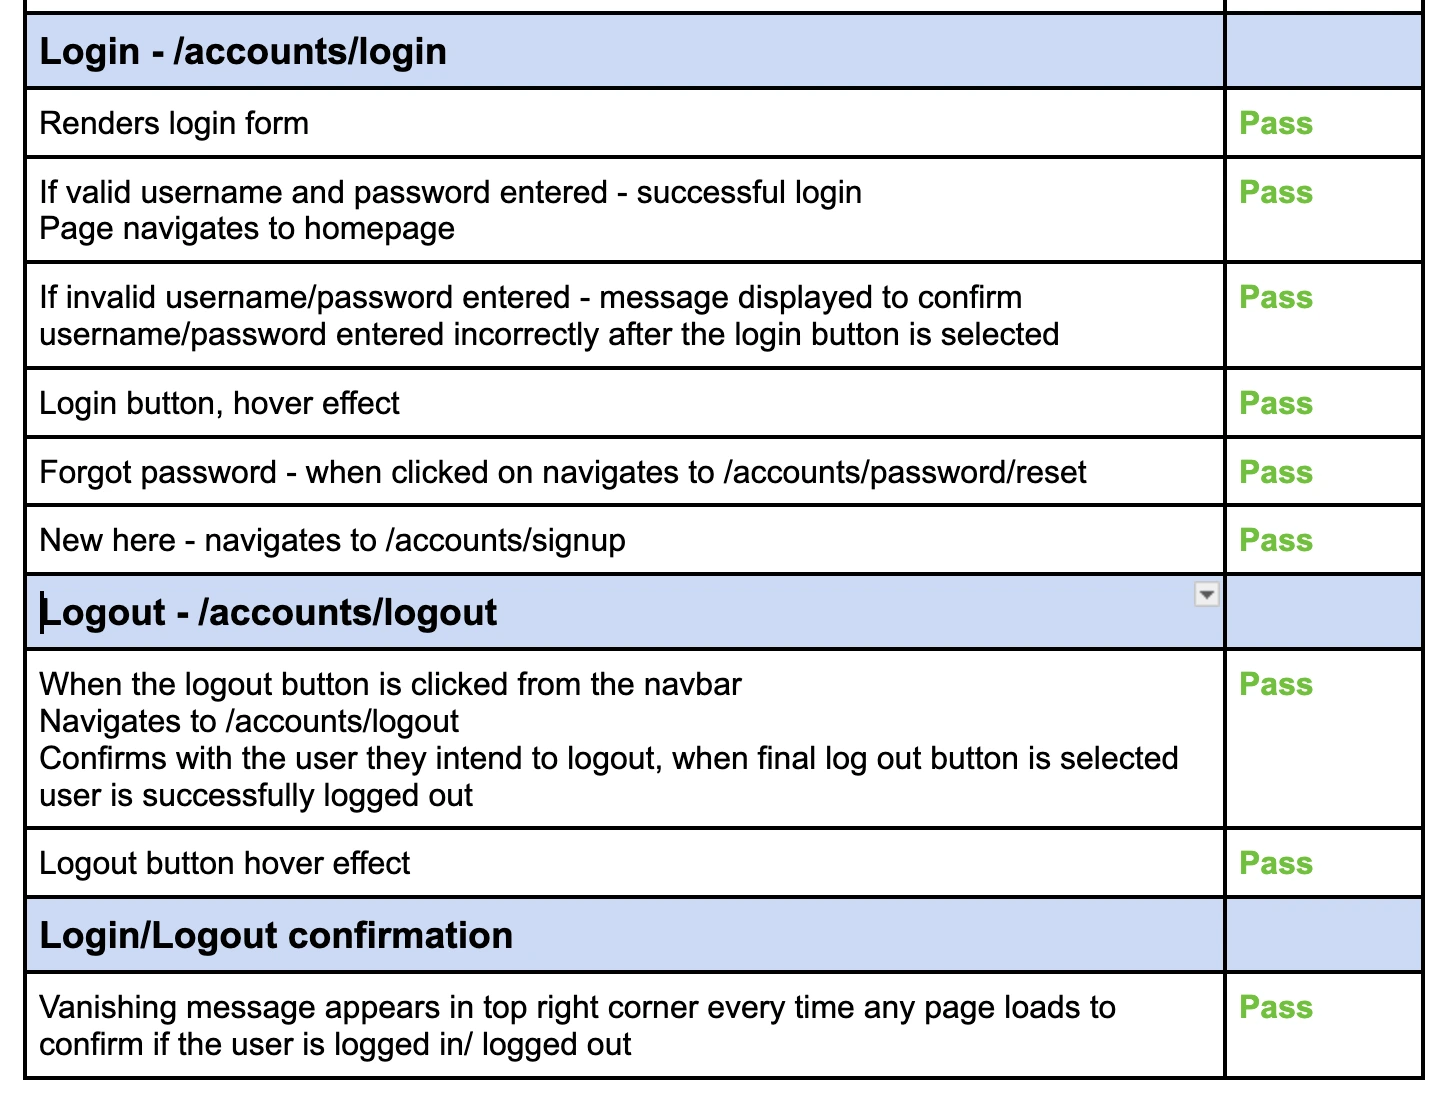 Login - /accounts/login
Renders login form
Pass
If valid username and password entered - successful login
Page navigates to homepage
Pass
If invalid username/password entered - message displayed to confirm
username/password entered incorrectly after the login button is selected
Pass
Login button, hover effect
Pass
Forgot password - when clicked on navigates to /accounts/password/reset
Pass
New here - navigates to /accounts/signup
Pass
Logout - /accounts/logout
When the logout button is clicked from the navbar
Navigates to /accounts/logout
Confirms with the user they intend to logout, when final log out button is selected
user is successfully logged out
Pass
Logout button hover effect
Pass
Login/Logout confirmation
Vanishing message appears in top right corner every time any page loads to
confirm if the user is logged in/ logged out
Pass